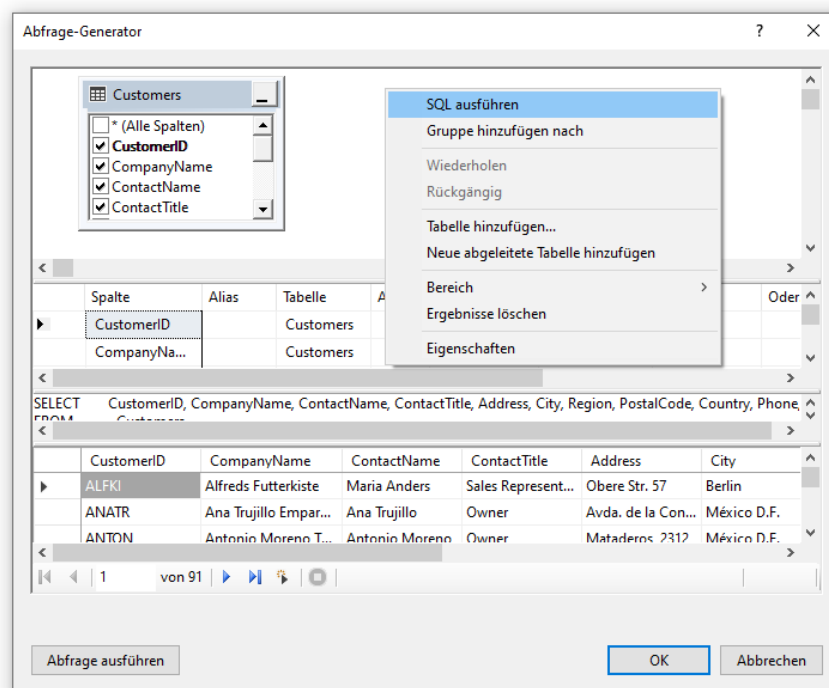 Abfrage-Generator
?
Customers
* (Alle Spalten)
CustomerID
CompanyName
ContactName
ContactTitle
SQL ausführen
Gruppe hinzufügen nach
Wiederholen
Rückgängig
Tabelle hinzufügen...
Neue abgeleitete Tabelle hinzufügen
Bereich
Ergebnisse löschen
Eigenschaften
Spalte Alias Tabelle A Oder
CustomerID Customers
CompanyNa... Customers
SELECT CustomerID, CompanyName, ContactName, ContactTitle, Address, City, Region, PostalCode, Country, Phone,
FROM Customers
CustomerID CompanyName ContactName ContactTitle Address City
ALFKI Alfreds Futterkiste Maria Anders Sales Represent... Obere Str. 57 Berlin
ANATR Ana Trujillo Empar... Ana Trujillo Owner Avda. de la Con... México D.F.
ANTON Antonio Moreno T... Antonio Moreno Owner Mataderos 2312 México D.F.
1 von 91
Abfrage ausführen OK Abbrechen